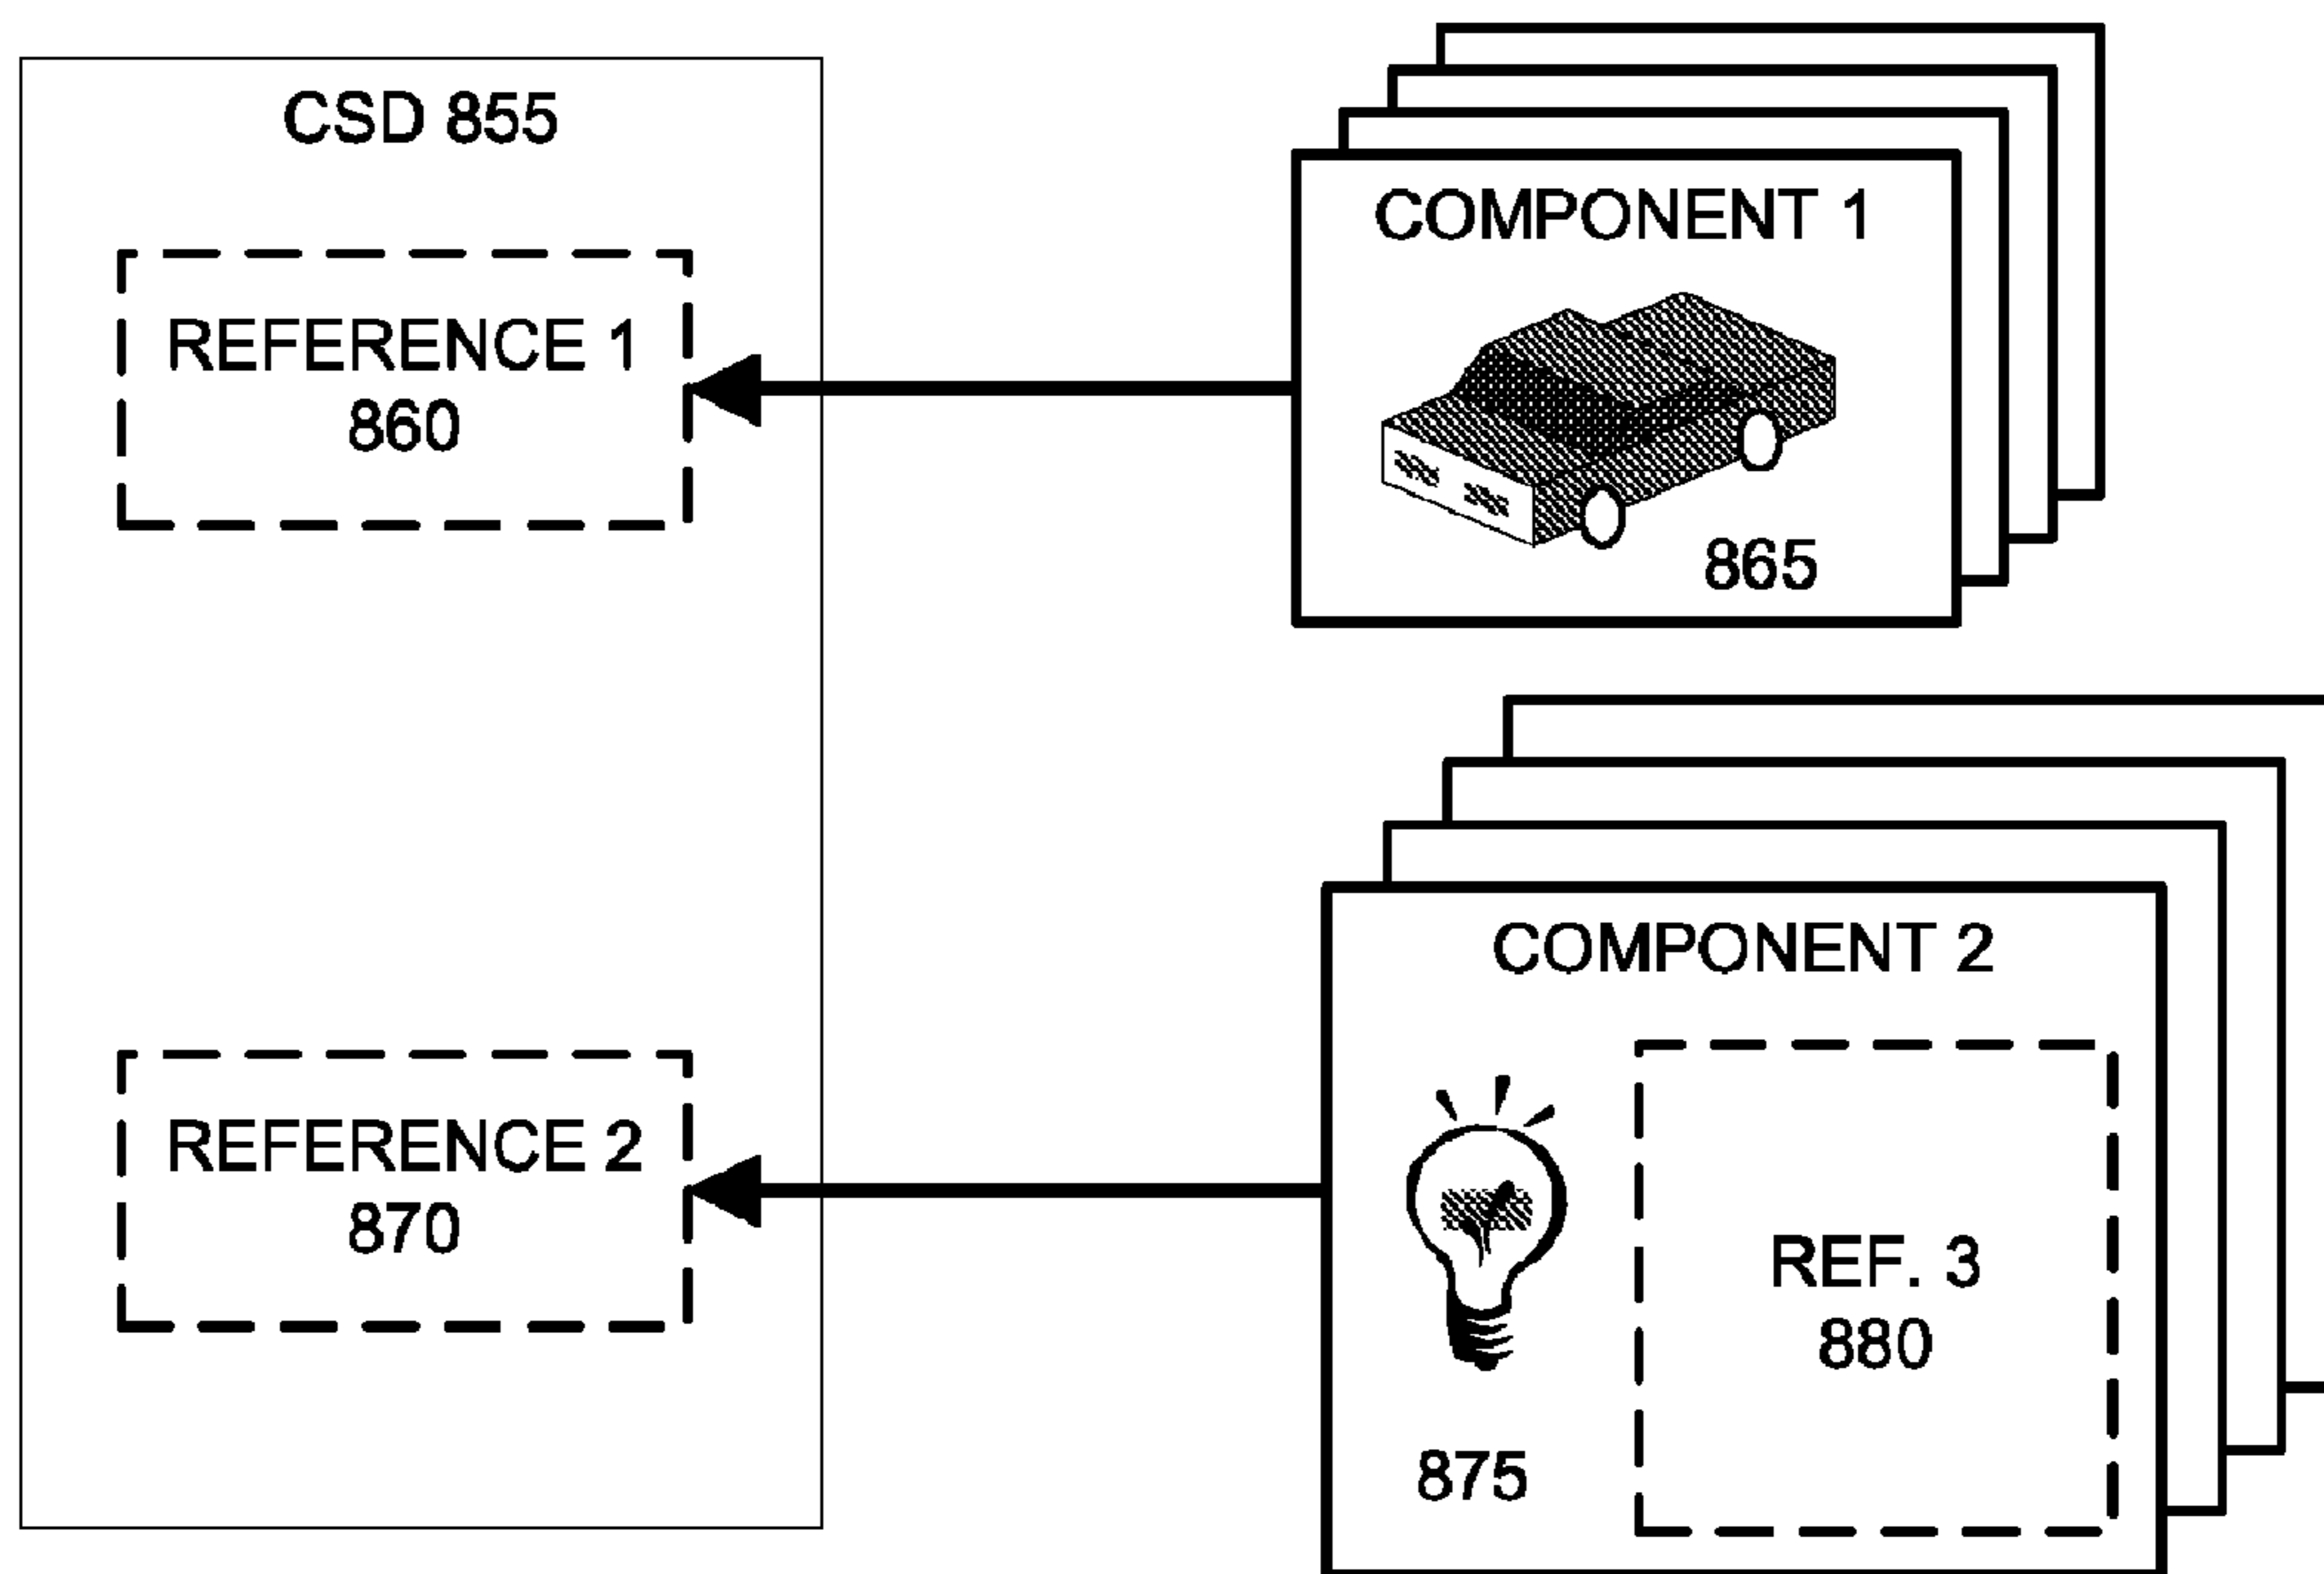 CSD 855
REFERENCE 1
860
COMPONENT 1
865
REFERENCE 2
870
COMPONENT 2
REF. 3
880
875